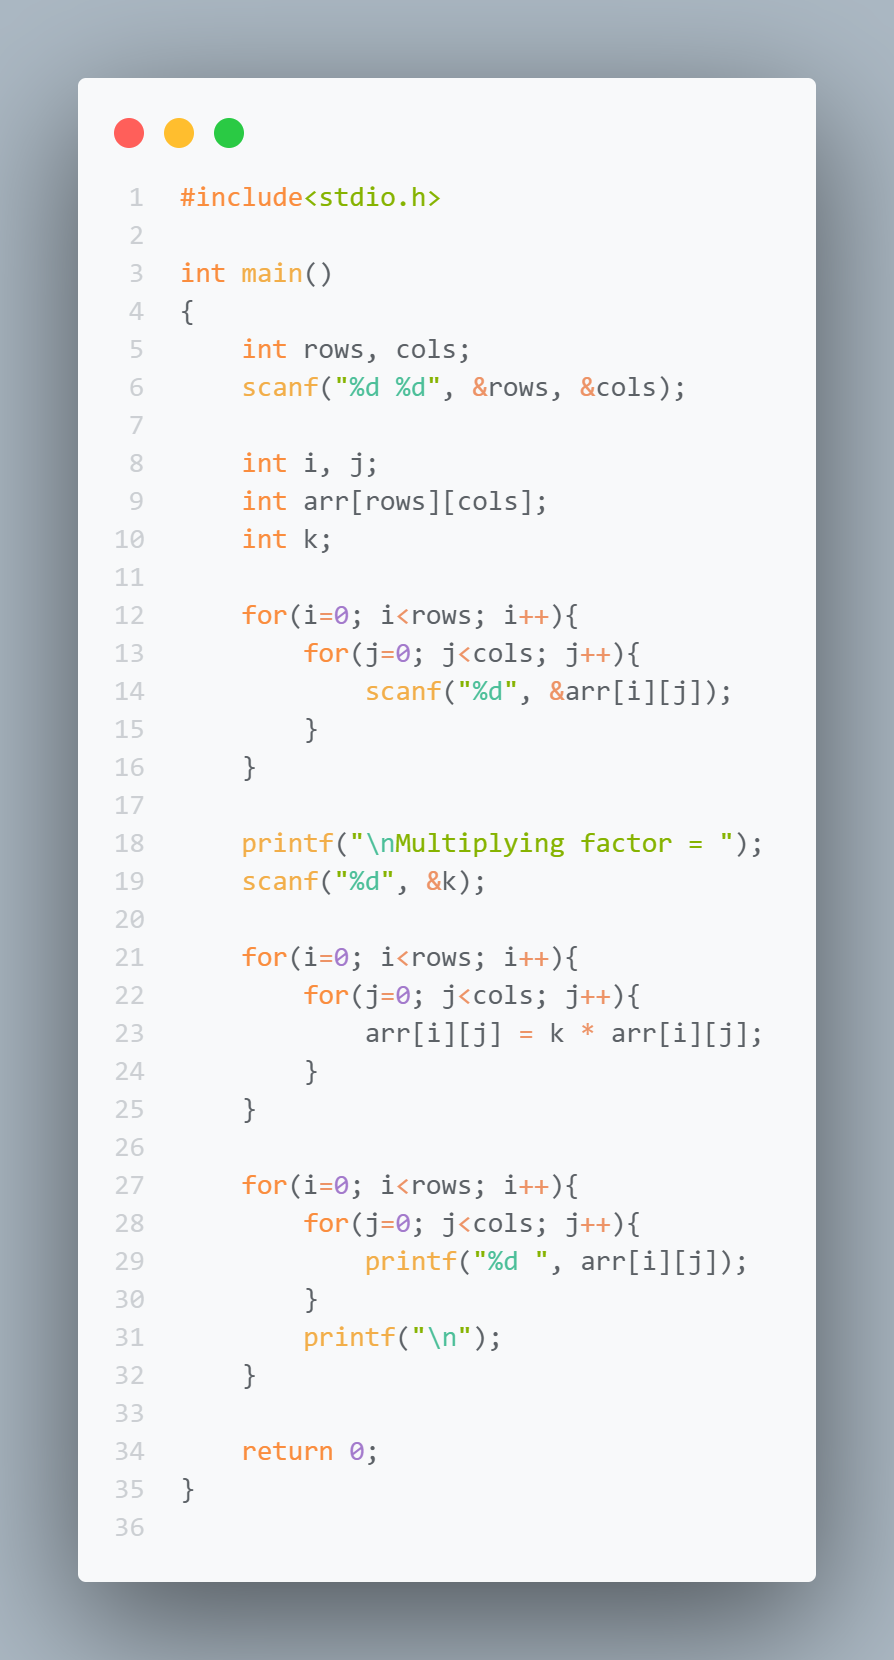 1 #include<stdio.h>
2
3 int main()
4 {
5     int rows, cols;
6     scanf("%d %d", &rows, &cols);
7
8     int i, j;
9     int arr[rows][cols];
10     int k;
11
12     for(i=0; i<rows; i++){
13         for(j=0; j<cols; j++){
14             scanf("%d", &arr[i][j]);
15         }
16     }
17
18     printf("\nMultiplying factor = ");
19     scanf("%d", &k);
20
21     for(i=0; i<rows; i++){
22         for(j=0; j<cols; j++){
23             arr[i][j] = k * arr[i][j];
24         }
25     }
26
27     for(i=0; i<rows; i++){
28         for(j=0; j<cols; j++){
29             printf("%d ", arr[i][j]);
30         }
31         printf("\n");
32     }
33
34     return 0;
35 }
36